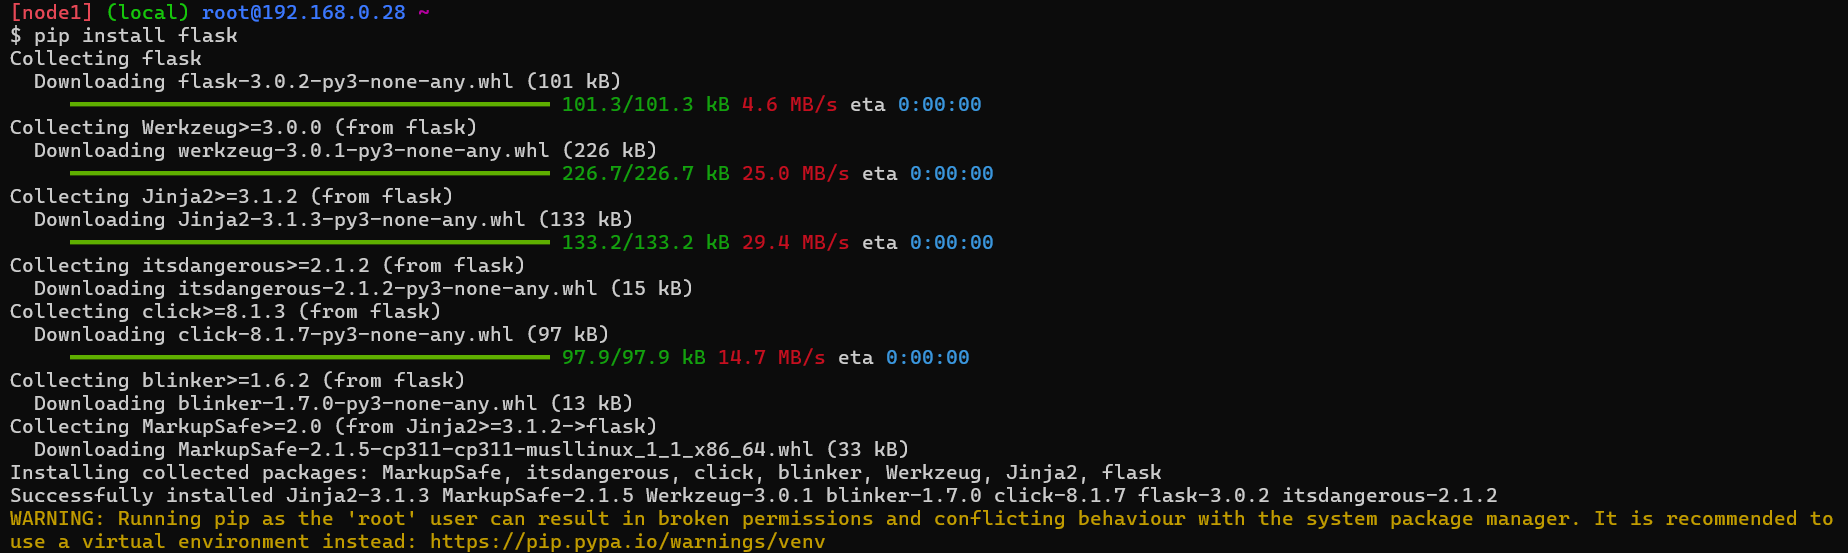 [node1] (local) root@192.168.0.28 ~
$ pip install flask
Collecting flask
  Downloading flask-3.0.2-py3-none-any.whl (101 kB)
101.3/101.3 kB 4.6 MB/s eta 0:00:00
Collecting Werkzeug>=3.0.0 (from flask)
  Downloading werkzeug-3.0.1-py3-none-any.whl (226 kB)
226.7/226.7 kB 25.0 MB/s eta 0:00:00
Collecting Jinja2>=3.1.2 (from flask)
  Downloading Jinja2-3.1.3-py3-none-any.whl (133 kB)
133.2/133.2 kB 29.4 MB/s eta 0:00:00
Collecting itsdangerous>=2.1.2 (from flask)
  Downloading itsdangerous-2.1.2-py3-none-any.whl (15 kB)
Collecting click>=8.1.3 (from flask)
  Downloading click-8.1.7-py3-none-any.whl (97 kB)
97.9/97.9 kB 14.7 MB/s eta 0:00:00
Collecting blinker>=1.6.2 (from flask)
  Downloading blinker-1.7.0-py3-none-any.whl (13 kB)
Collecting MarkupSafe>=2.0 (from Jinja2>=3.1.2->flask)
  Downloading MarkupSafe-2.1.5-cp311-cp311-musllinux_1_1_x86_64.whl (33 kB)
Installing collected packages: MarkupSafe, itsdangerous, click, blinker, Werkzeug, Jinja2, flask
Successfully installed Jinja2-3.1.3 MarkupSafe-2.1.5 Werkzeug-3.0.1 blinker-1.7.0 click-8.1.7 flask-3.0.2 itsdangerous-2.1.2
WARNING: Running pip as the 'root' user can result in broken permissions and conflicting behaviour with the system package manager. It is recommended to
use a virtual environment instead: https://pip.pypa.io/warnings/venv